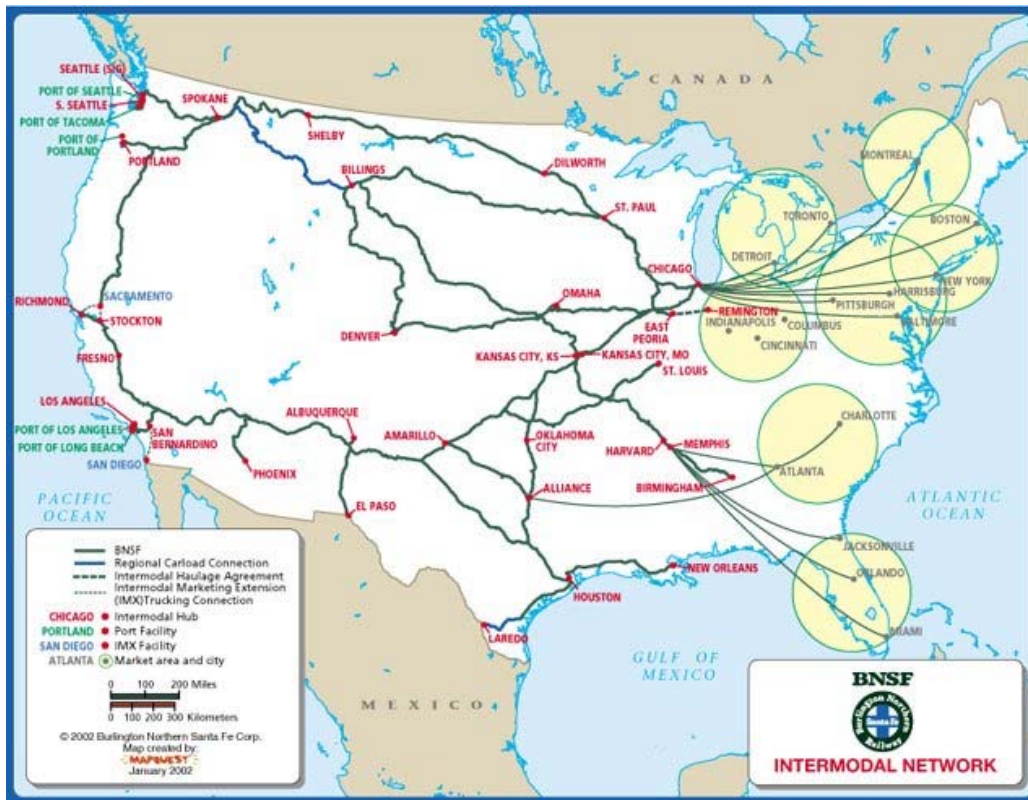 CANADA
SEATTLE (SIG)
PORT OF SEATTLE
S. SEATTLE
PORT OF TACOMA
PORT OF
PORTLAND
PORTLAND
SPOKANE
SHELBY
BILLINGS
DILWORTH
ST. PAUL
MONTREAL
TORONTO
BOSTON
DETROIT
CHICAGO
NEW YORK
HARRISBURG
PITTSBURGH
BALTIMORE
REMINGTON
EAST
PEORIA
INDIANAPOLIS
COLUMBUS
CINCINNATI
RICHMOND
SACRAMENTO
STOCKTON
FRESNO
DENVER
OMAHA
KANSAS CITY, KS
KANSAS CITY, MO
ST. LOUIS
LOS ANGELES
PORT OF LOS ANGELES
PORT OF LONG BEACH
SAN
BERNARDINO
SAN DIEGO
PHOENIX
ALBUQUERQUE
AMARILLO
OKLAHOMA
CITY
HARVARD
MEMPHIS
BIRMINGHAM
CHARLOTTE
ATLANTA
EL PASO
ALLIANCE
PACIFIC
OCEAN
ATLANTIC
OCEAN
JACKSONVILLE
ORLANDO
MIAMI
NEW ORLEANS
HOUSTON
LAREDO
GULF OF
MEXICO
MEXICO
BNSF
Regional Carload Connection
Intermodal Haulage Agreement
Intermodal Marketing Extension
(IMX)Trucking Connection
CHICAGO Intermodal Hub
PORTLAND Port Facility
SAN DIEGO IMX Facility
ATLANTA Market area and city
0 100 200 Miles
0 100 200 300 Kilometers
© 2002 Burlington Northern Santa Fe Corp.
Map created by:
MAPQUEST
January 2002
BNSF
Burlington Northern
Santa Fe
Railway
INTERMODAL NETWORK